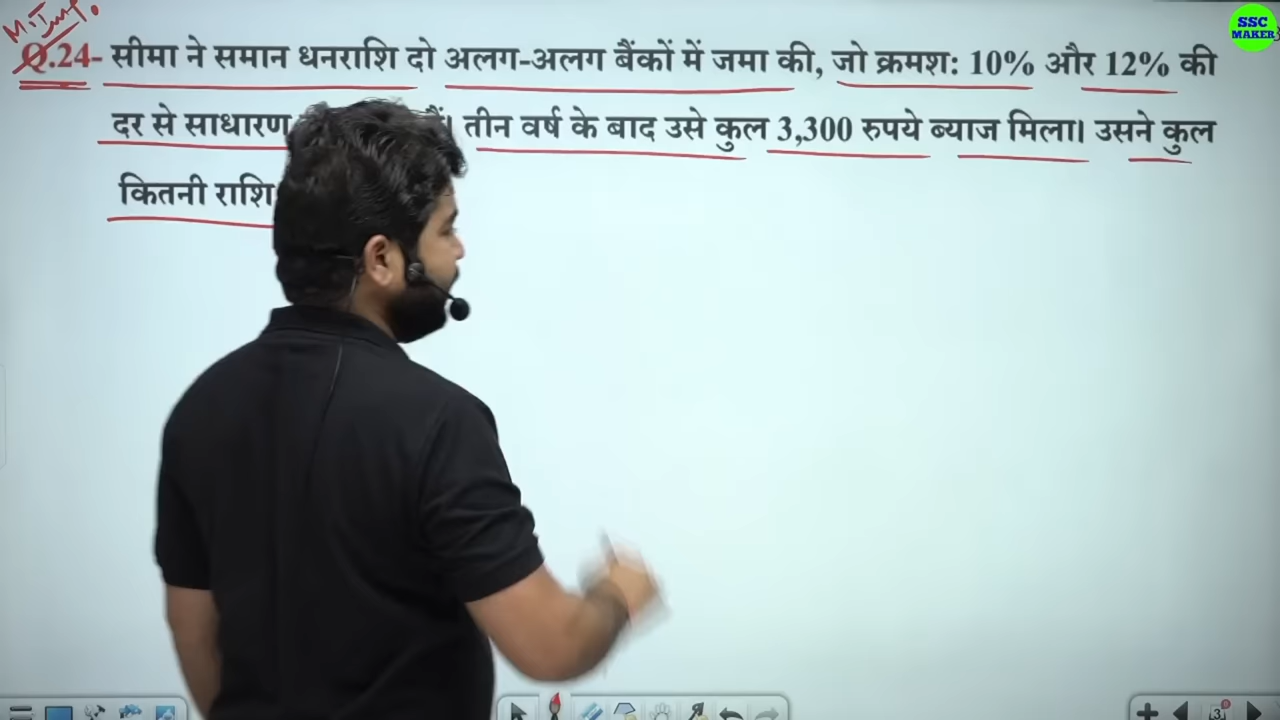 M.Imp.
SSC
MAKER
Q.24- सीमा ने समान धनराशि दो अलग-अलग बैंकों में जमा की, जो क्रमश: 10% और 12% की
दर से साधारण तीन वर्ष के बाद उसे कुल 3,300 रुपये ब्याज मिला। उसने कुल
कितनी राशि
3